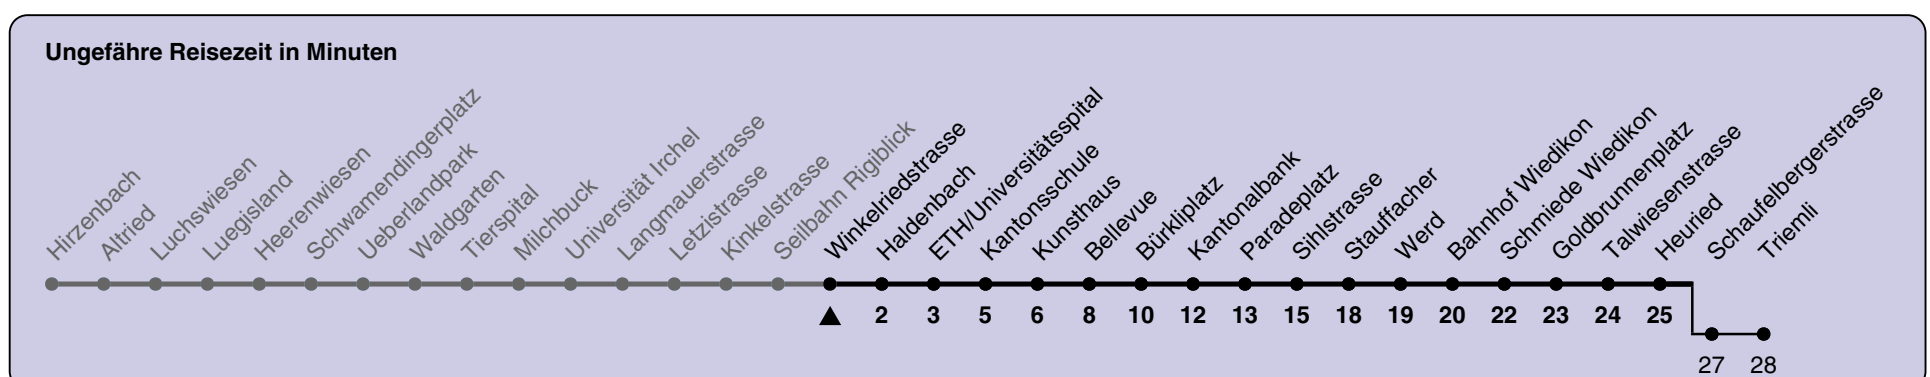 Ungefähre Reisezeit in Minuten
Hirzenbach
Altried
Luchswiesen
Luegisland
Heerenwiesen
Schwamendingerplatz
Ueberlandpark
Waldgarten
Tierspital
Milchbuck
Universität Irchel
Langmauerstrasse
Letzistrasse
Kinkelstrasse
Seilbahn Rigiblick
Winkelriedstrasse
Haldenbach
ETH/Universitätsspital
Kantonsschule
Kunsthaus
Bellevue
Bürkliplatz
Kantonalbank
Paradeplatz
Sihlstrasse
Stauffacher
Werd
Bahnhof Wiedikon
Schmiede Wiedikon
Goldbrunnenplatz
Talwiesenstrasse
Heuried
Schaufelbergerstrasse
Triemli
2 3 5 6 8 10 12 13 15 18 19 20 22 23 24 25
27 28